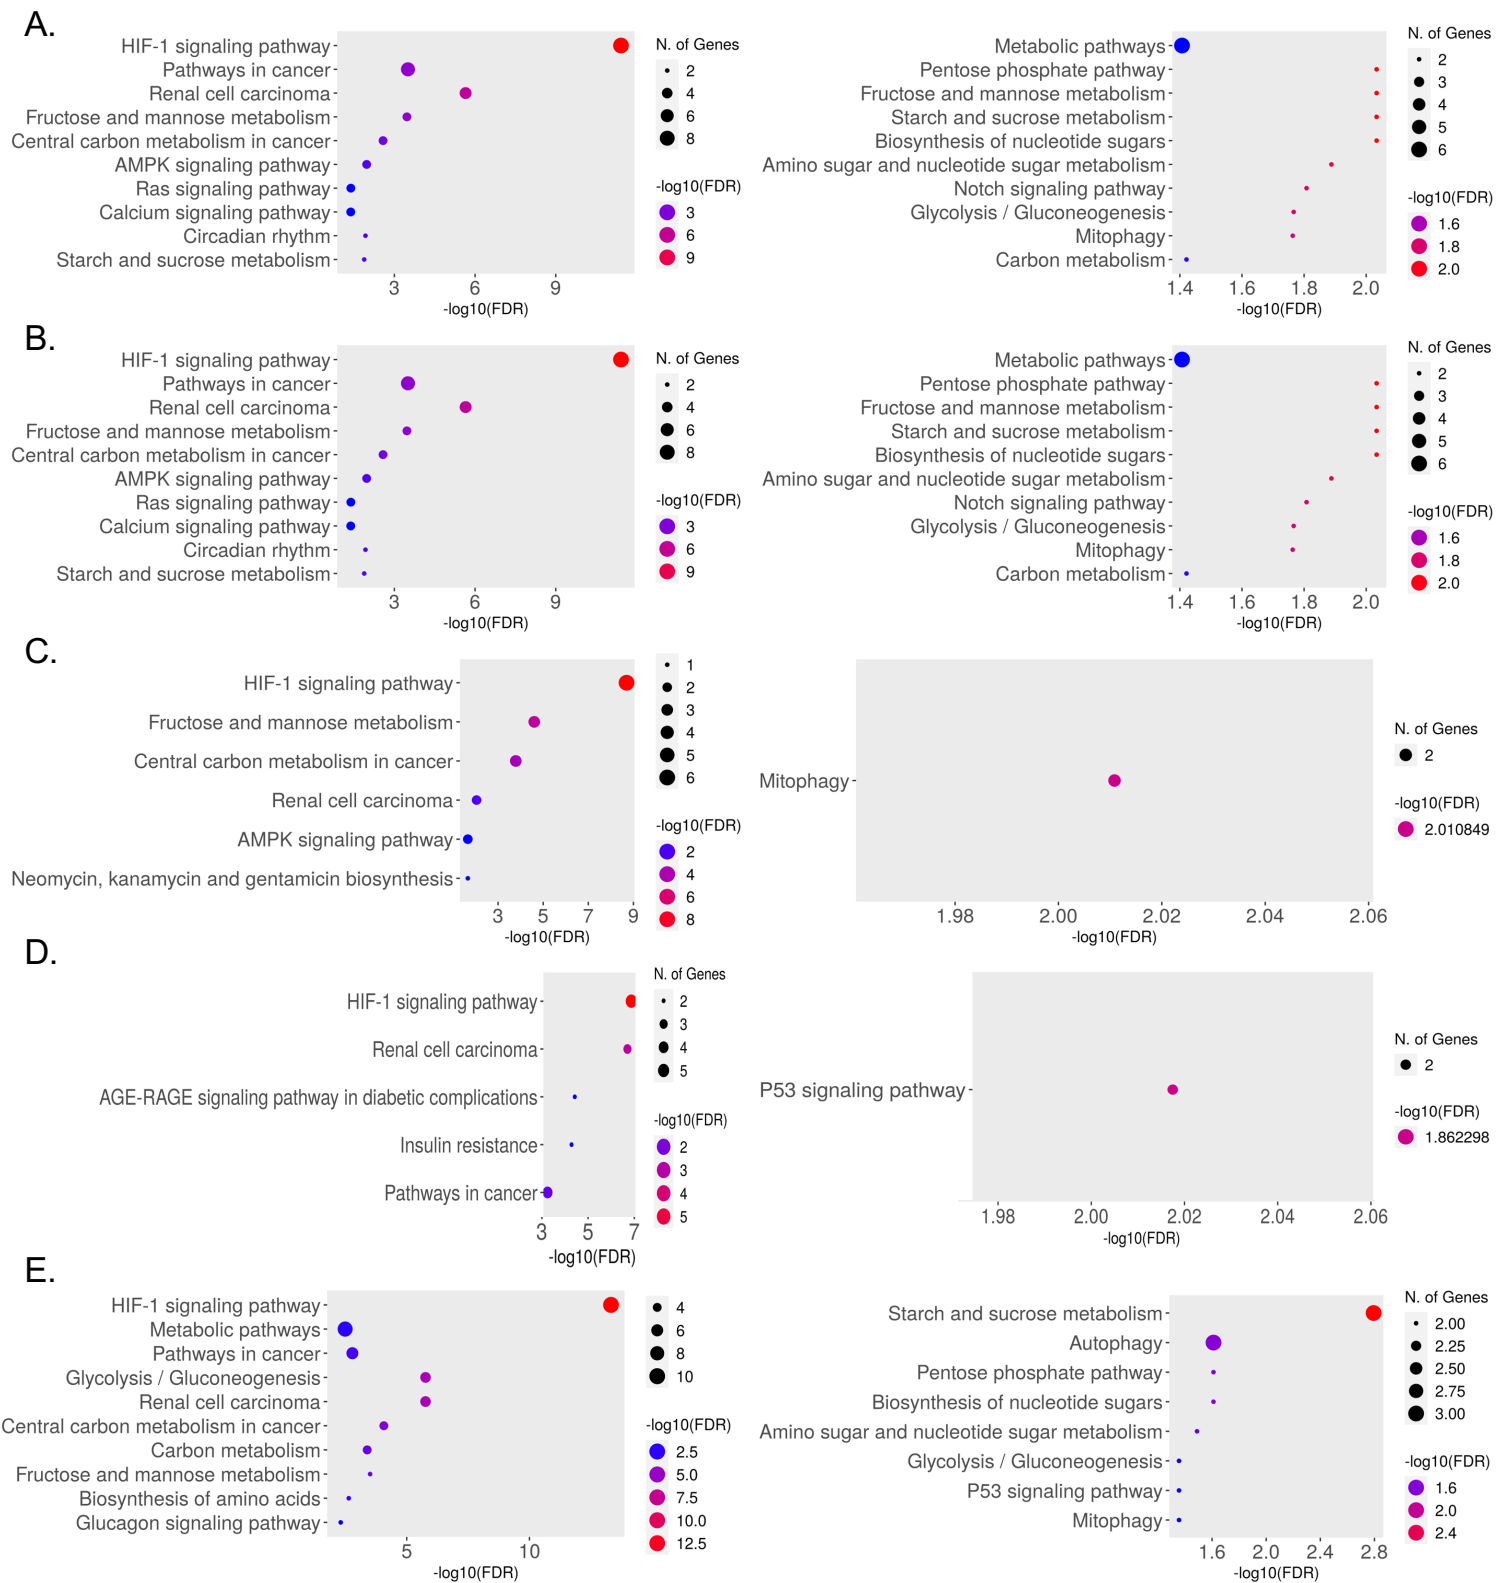 A.
HIF-1 signaling pathway
Pathways in cancer
Renal cell carcinoma
Fructose and mannose metabolism
Central carbon metabolism in cancer
AMPK signaling pathway
Ras signaling pathway
Calcium signaling pathway
Circadian rhythm
Starch and sucrose metabolism
3 6 9
-log10(FDR)
N. of Genes
2
4
6
8
-log10(FDR)
3
6
9
Metabolic pathways
Pentose phosphate pathway
Fructose and mannose metabolism
Starch and sucrose metabolism
Biosynthesis of nucleotide sugars
Amino sugar and nucleotide sugar metabolism
Notch signaling pathway
Glycolysis / Gluconeogenesis
Mitophagy
Carbon metabolism
1.4 1.6 1.8 2.0
-log10(FDR)
N. of Genes
2
3
4
5
6
-log10(FDR)
1.6
1.8
2.0
B.
HIF-1 signaling pathway
Pathways in cancer
Renal cell carcinoma
Fructose and mannose metabolism
Central carbon metabolism in cancer
AMPK signaling pathway
Ras signaling pathway
Calcium signaling pathway
Circadian rhythm
Starch and sucrose metabolism
3 6 9
-log10(FDR)
N. of Genes
2
4
6
8
-log10(FDR)
3
6
9
Metabolic pathways
Pentose phosphate pathway
Fructose and mannose metabolism
Starch and sucrose metabolism
Biosynthesis of nucleotide sugars
Amino sugar and nucleotide sugar metabolism
Notch signaling pathway
Glycolysis / Gluconeogenesis
Mitophagy
Carbon metabolism
1.4 1.6 1.8 2.0
-log10(FDR)
N. of Genes
2
3
4
5
6
-log10(FDR)
1.6
1.8
2.0
C.
HIF-1 signaling pathway
Fructose and mannose metabolism
Central carbon metabolism in cancer
Renal cell carcinoma
AMPK signaling pathway
Neomycin, kanamycin and gentamicin biosynthesis
3 5 7 9
-log10(FDR)
1
2
3
4
5
6
-log10(FDR)
2
4
6
8
Mitophagy
1.98 2.00 2.02 2.04 2.06
-log10(FDR)
N. of Genes
2
-log10(FDR)
2.010849
D.
HIF-1 signaling pathway
Renal cell carcinoma
AGE-RAGE signaling pathway in diabetic complications
Insulin resistance
Pathways in cancer
3 5 7
-log10(FDR)
N. of Genes
2
3
4
5
-log10(FDR)
2
3
4
5
P53 signaling pathway
1.98 2.00 2.02 2.04 2.06
-log10(FDR)
N. of Genes
2
-log10(FDR)
1.862298
E.
HIF-1 signaling pathway
Metabolic pathways
Pathways in cancer
Glycolysis / Gluconeogenesis
Renal cell carcinoma
Central carbon metabolism in cancer
Carbon metabolism
Fructose and mannose metabolism
Biosynthesis of amino acids
Glucagon signaling pathway
5 10
-log10(FDR)
4
6
8
10
-log10(FDR)
2.5
5.0
7.5
10.0
12.5
Starch and sucrose metabolism
Autophagy
Pentose phosphate pathway
Biosynthesis of nucleotide sugars
Amino sugar and nucleotide sugar metabolism
Glycolysis / Gluconeogenesis
P53 signaling pathway
Mitophagy
1.6 2.0 2.4 2.8
-log10(FDR)
N. of Genes
2.00
2.25
2.50
2.75
3.00
-log10(FDR)
1.6
2.0
2.4